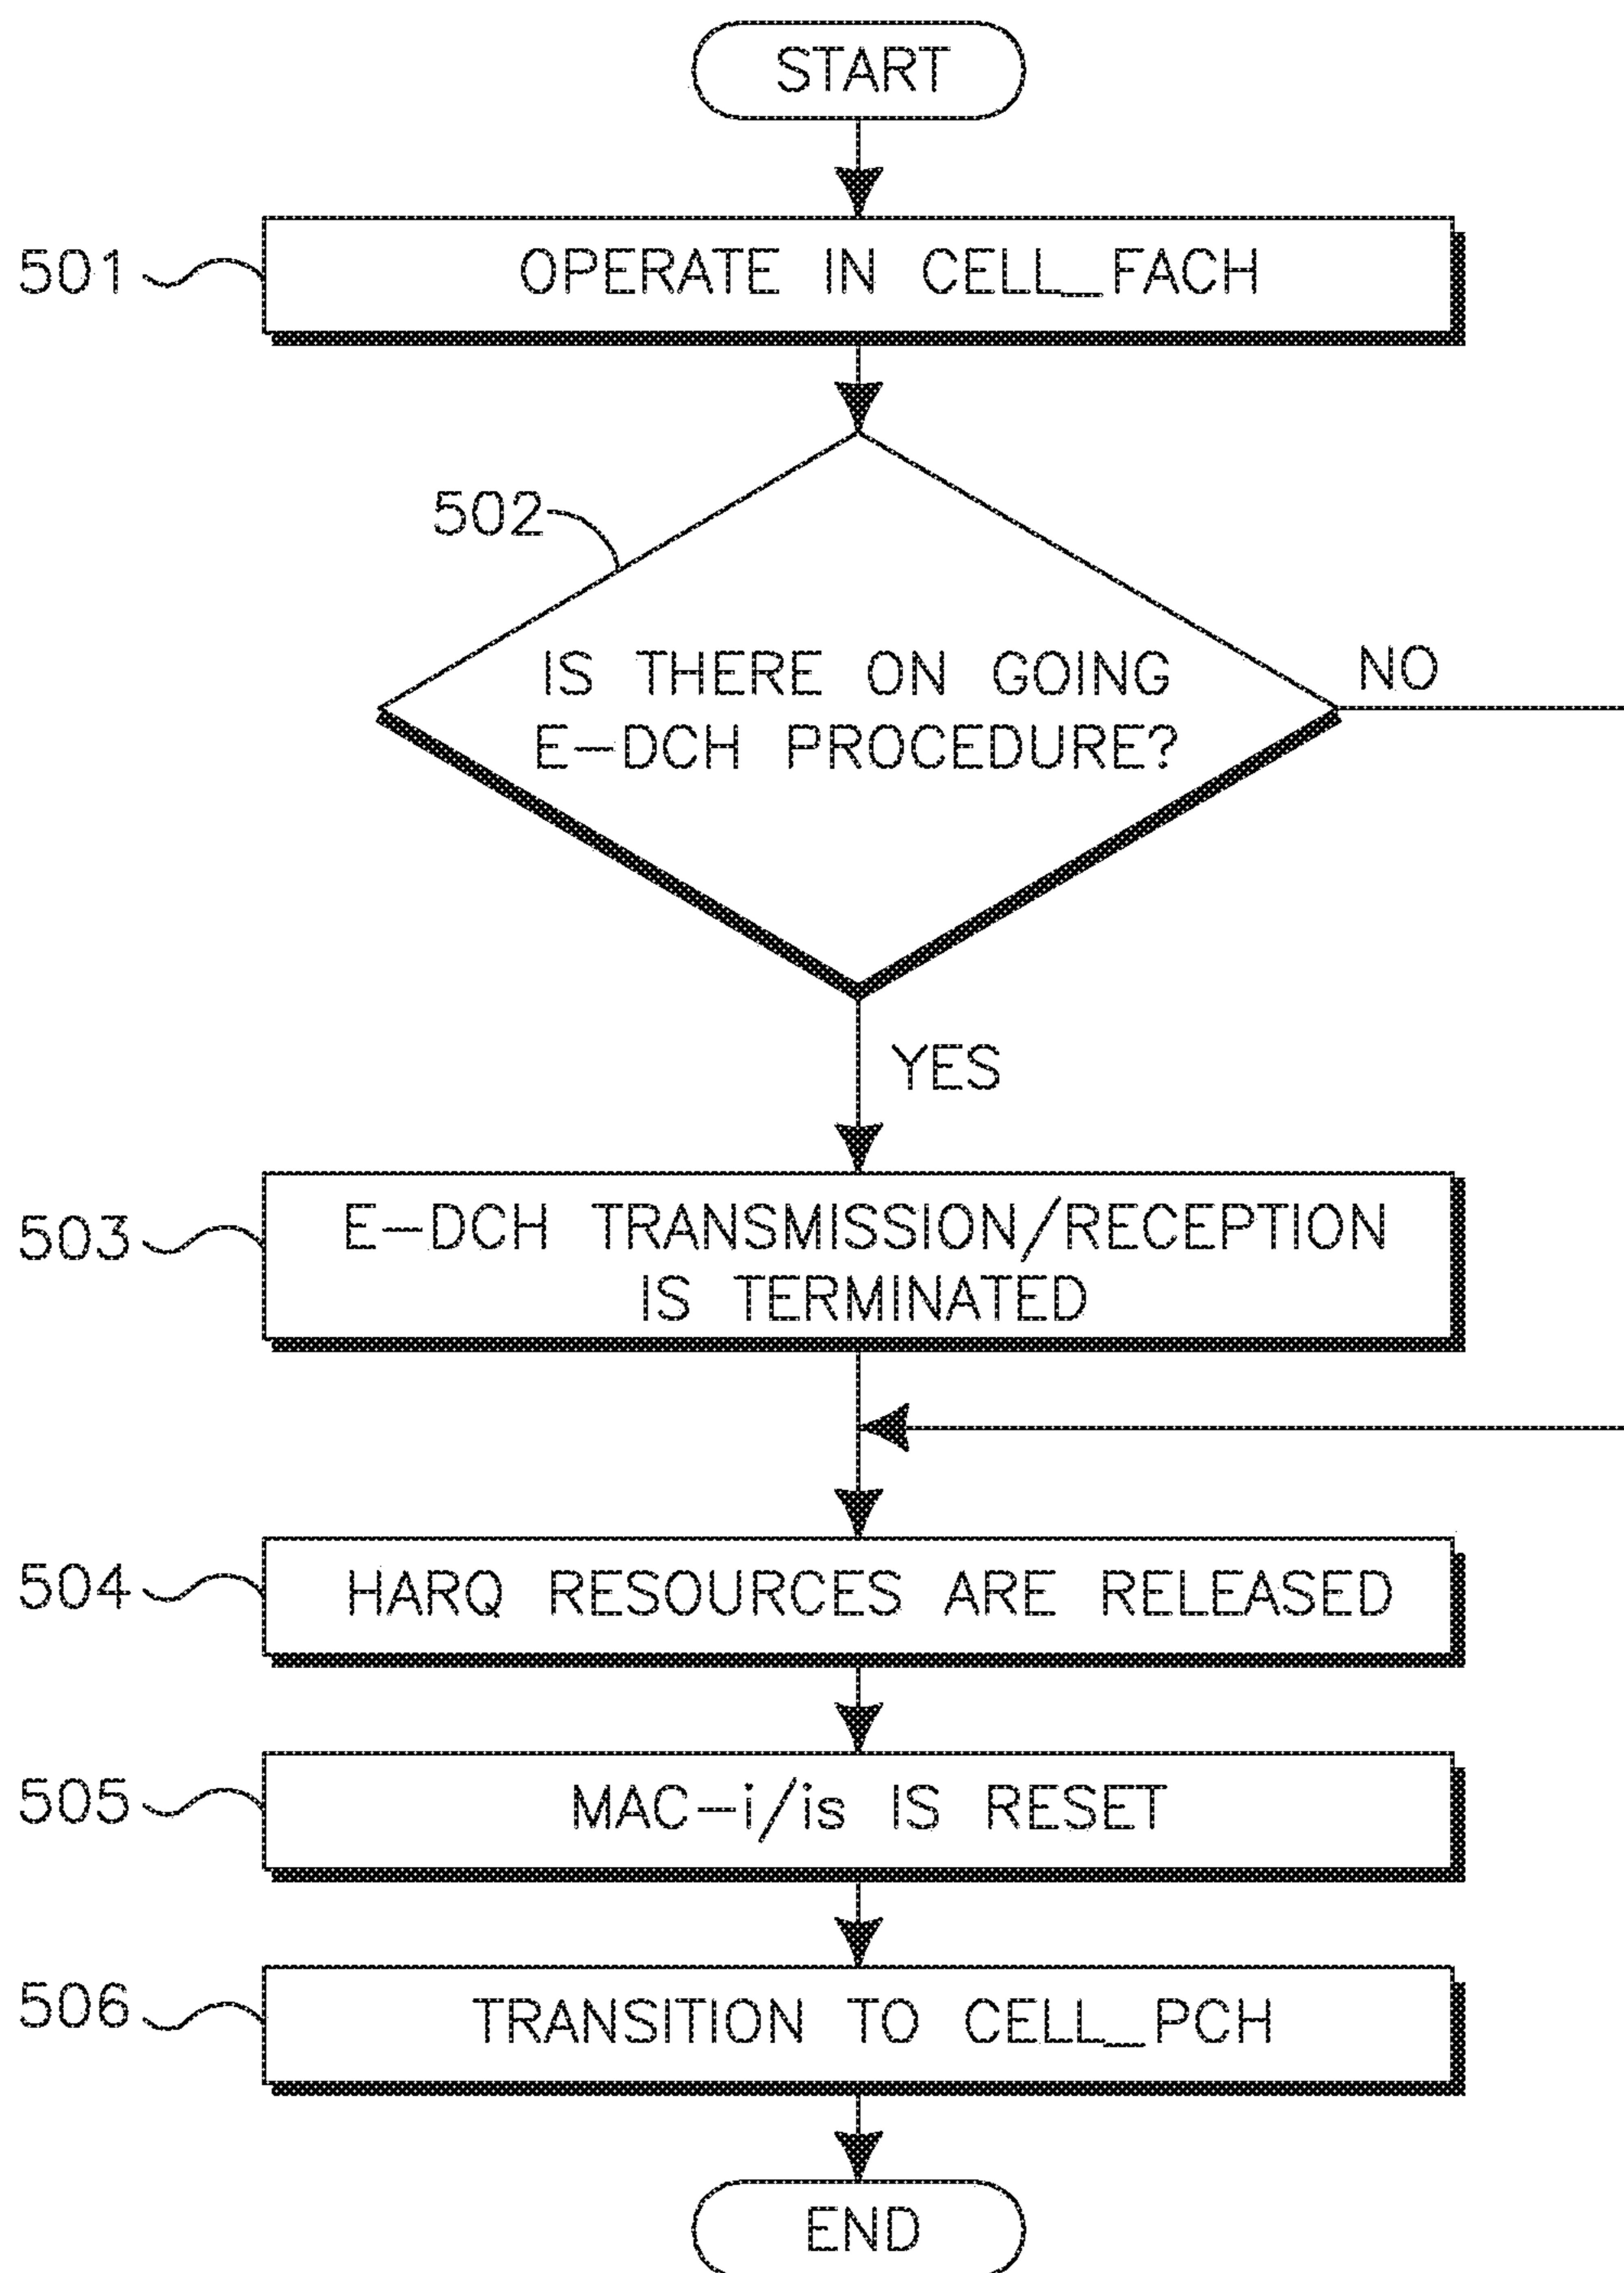 START
501
OPERATE IN CELL_FACH
502
IS THERE ON GOING
E-DCH PROCEDURE?
NO
YES
503
E-DCH TRANSMISSION/RECEPTION
IS TERMINATED
504
HARQ RESOURCES ARE RELEASED
505
MAC-i/is IS RESET
506
TRANSITION TO CELL_PCH
END